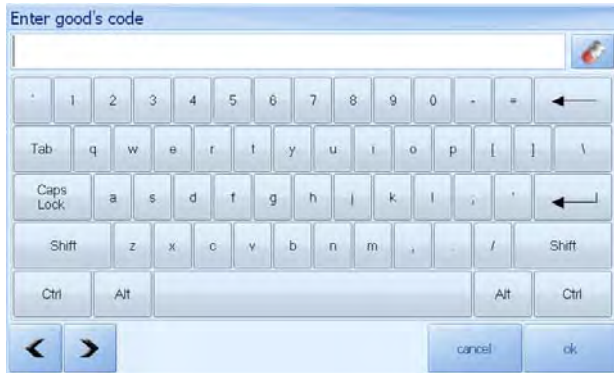 Enter good's code
` 1 2 3 4 5 6 7 8 9 0 - =
Tab q w e r t y u i o p [ ] \
Caps Lock a s d f g h j k l ; '
Shift z x c v b n m , . / Shift
Ctrl Alt Alt Ctrl
< > cancel ok